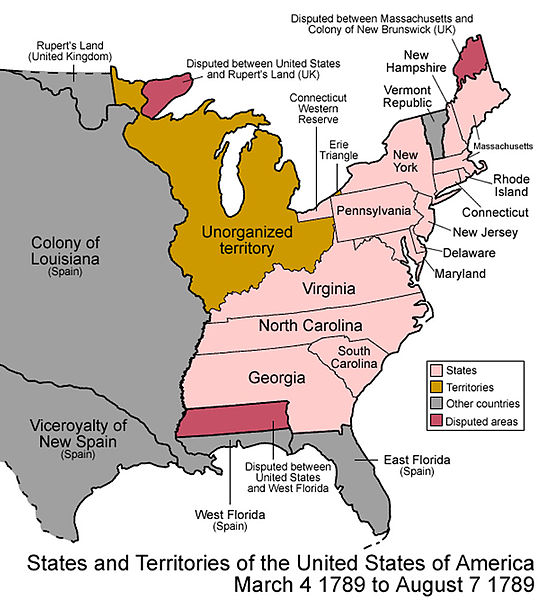 Disputed between Massachusetts and
Colony of New Brunswick (UK)
Rupert's Land
(United Kingdom)
Disputed between United States
and Rupert's Land (UK)
New
Hampshire
Vermont
Republic
Connecticut
Western
Reserve
Erie
Triangle
Massachusetts
New
York
Rhode
Island
Pennsylvania
Connecticut
Unorganized
territory
New Jersey
Colony of
Louisiana
(Spain)
Delaware
Maryland
Virginia
North Carolina
South
Carolina
Georgia
States
Territories
Other countries
Disputed areas
Viceroyalty of
New Spain
(Spain)
Disputed between
United States
and West Florida
East Florida
(Spain)
West Florida
(Spain)
States and Territories of the United States of America
March 4 1789 to August 7 1789